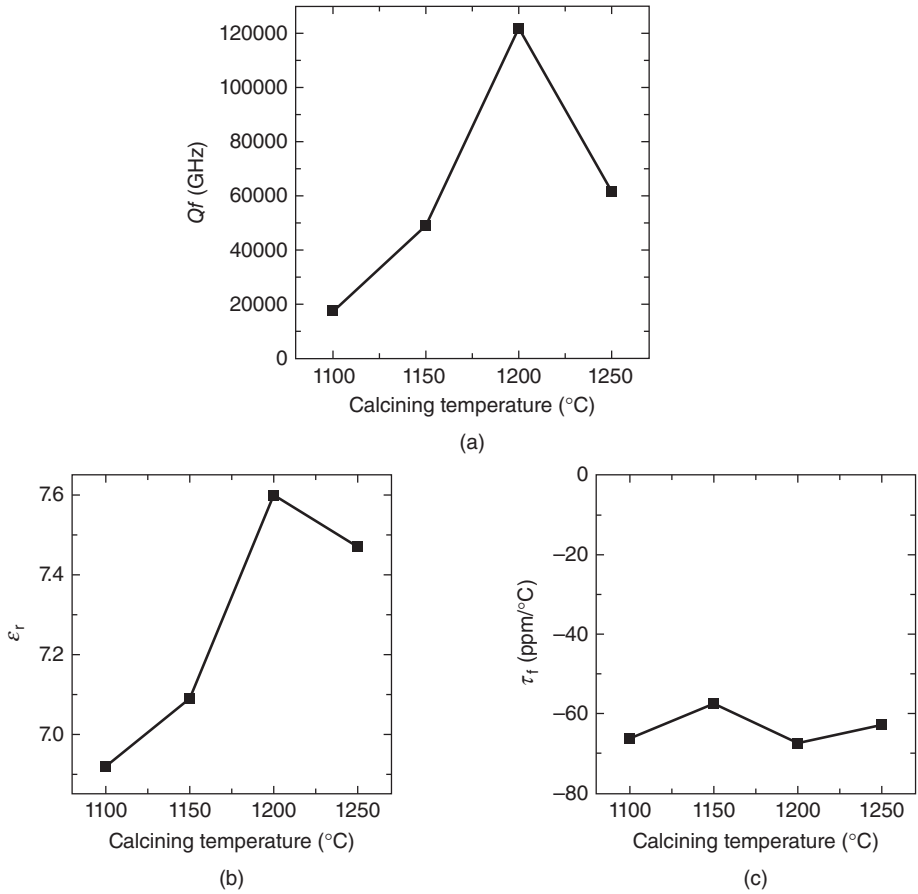 120000
100000
80000
60000
40000
20000
0
Qf (GHz)
1100 1150 1200 1250
Calcining temperature (°C)
(a)
7.6
7.4
7.2
7.0
εr
1100 1150 1200 1250
Calcining temperature (°C)
(b)
0
−20
−40
−60
−80
τf (ppm/°C)
1100 1150 1200 1250
Calcining temperature (°C)
(c)